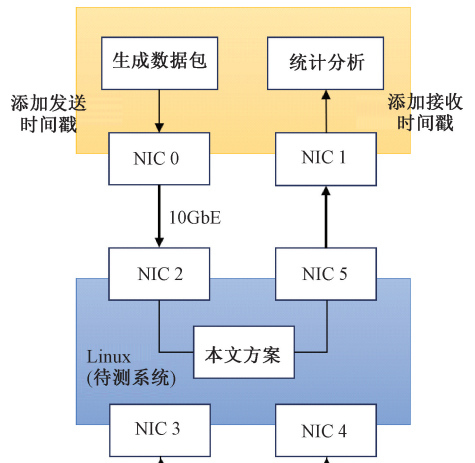 生成数据包
统计分析
添加发送
时间戳
添加接收
时间戳
NIC 0
NIC 1
10GbE
NIC 2
NIC 5
本文方案
Linux
(待测系统)
NIC 3
NIC 4